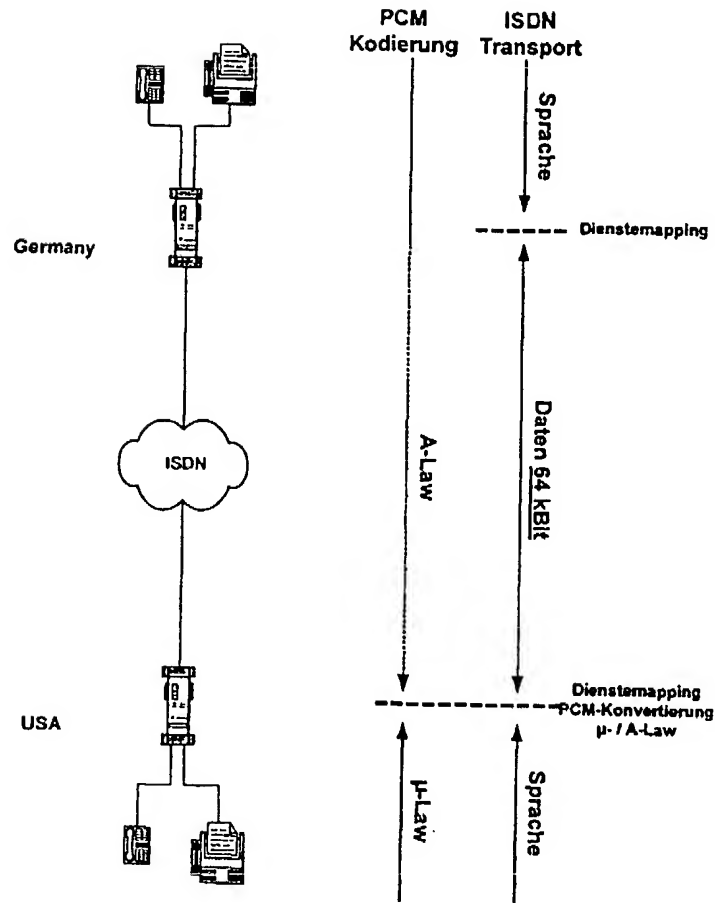 PCM
Kodierung
ISDN
Transport
Sprache
Dienstemapping
Germany
ISDN
A-Law
Daten 64 kBit
USA
Dienstemapping
PCM-Konvertierung
µ- / A-Law
µ-Law
Sprache